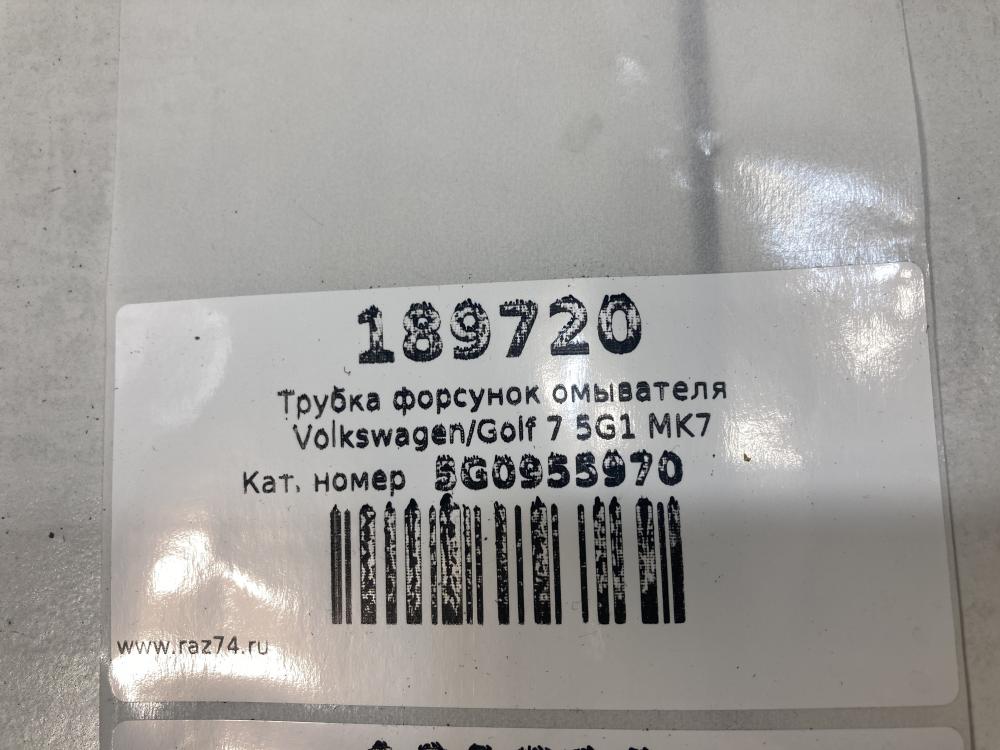 189720
Трубка форсунок омывателя
Volkswagen/Golf 7 5G1 MK7
Кат. номер 5G0955970
www.raz74.ru